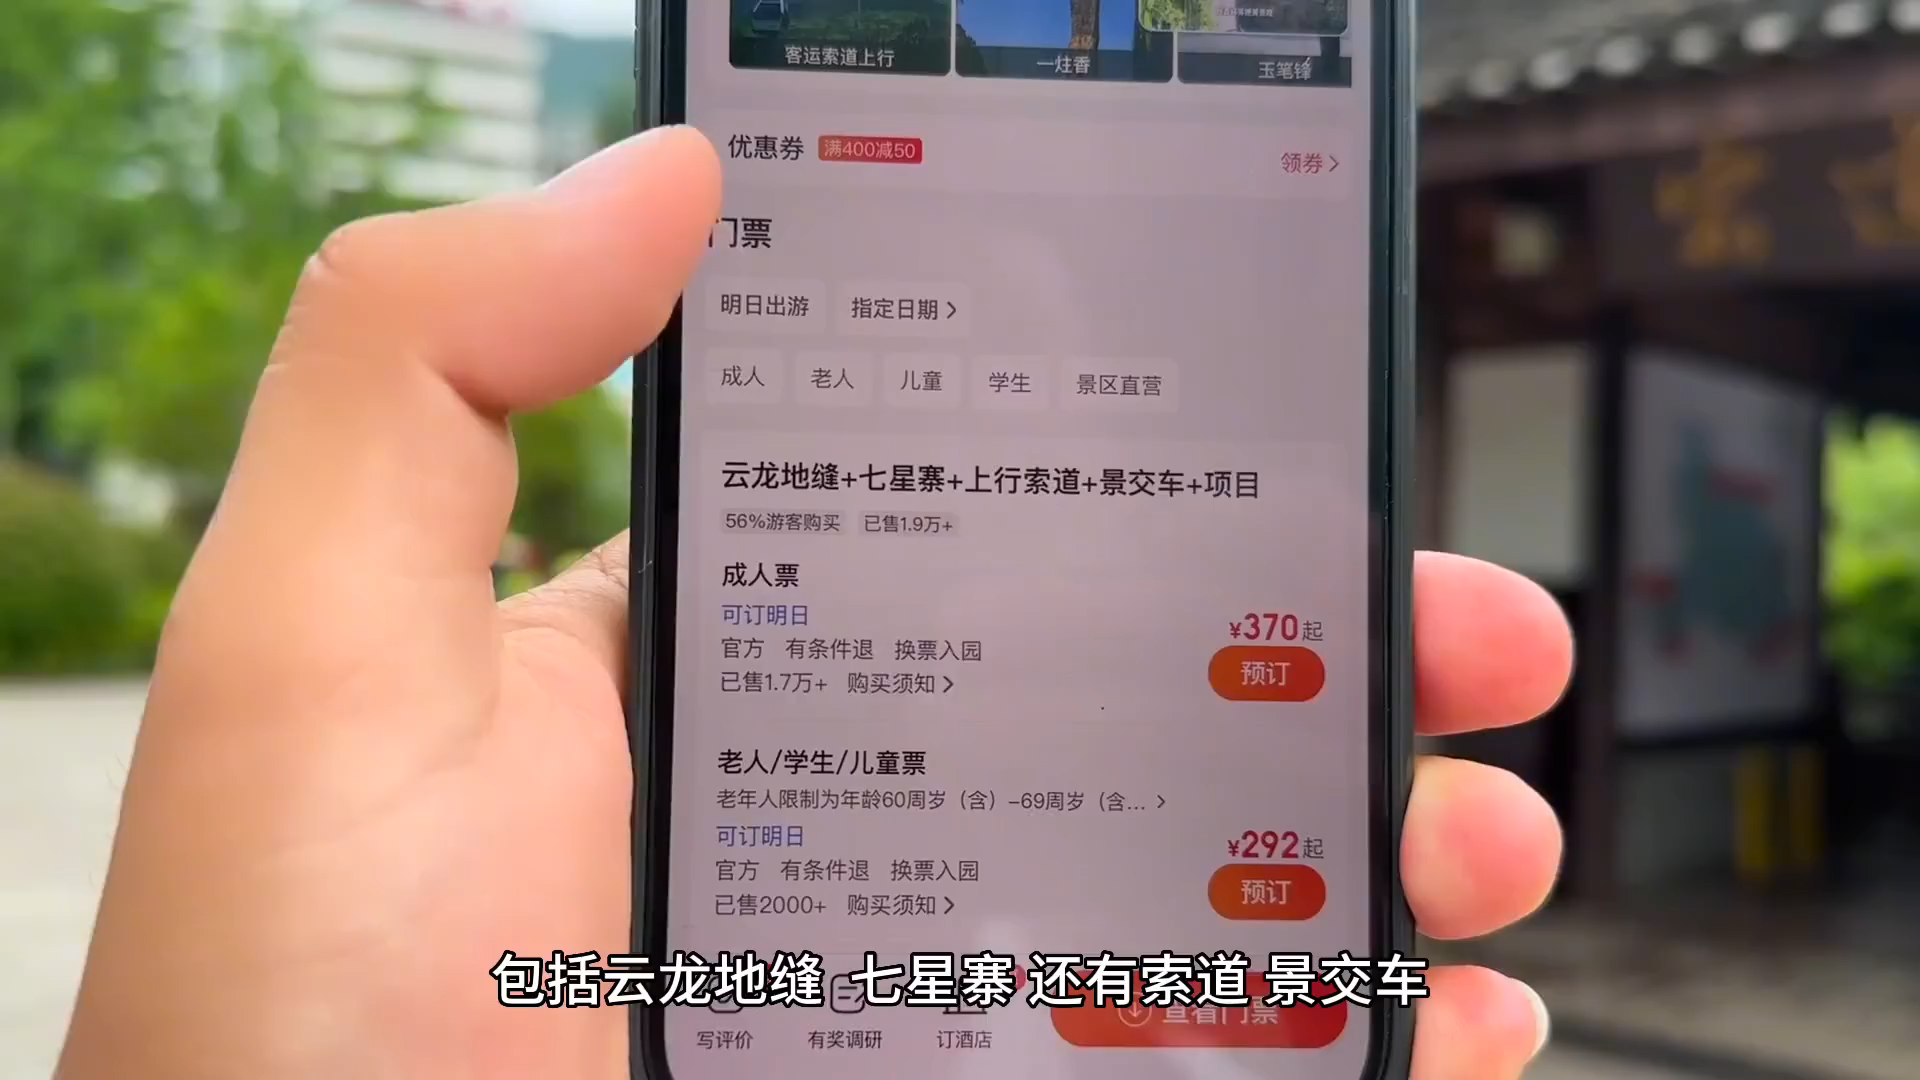 客运索道上行
一炷香
玉笔锋
优惠券 满400减50 领券 >
门票
明日出游 指定日期 >
成人 老人 儿童 学生 景区直营
云龙地缝+七星寨+上行索道+景交车+项目
56%游客购买 已售1.9万+
成人票
可订明日
¥370起
官方 有条件退 换票入园
预订
已售1.7万+ 购买须知 >
老人/学生/儿童票
老年人限制为年龄60周岁（含）-69周岁（含... >
可订明日
¥292起
官方 有条件退 换票入园
预订
已售2000+ 购买须知 >
包括云龙地缝 七星寨 还有索道 景交车
查看门票
写评价 有奖调研 订酒店